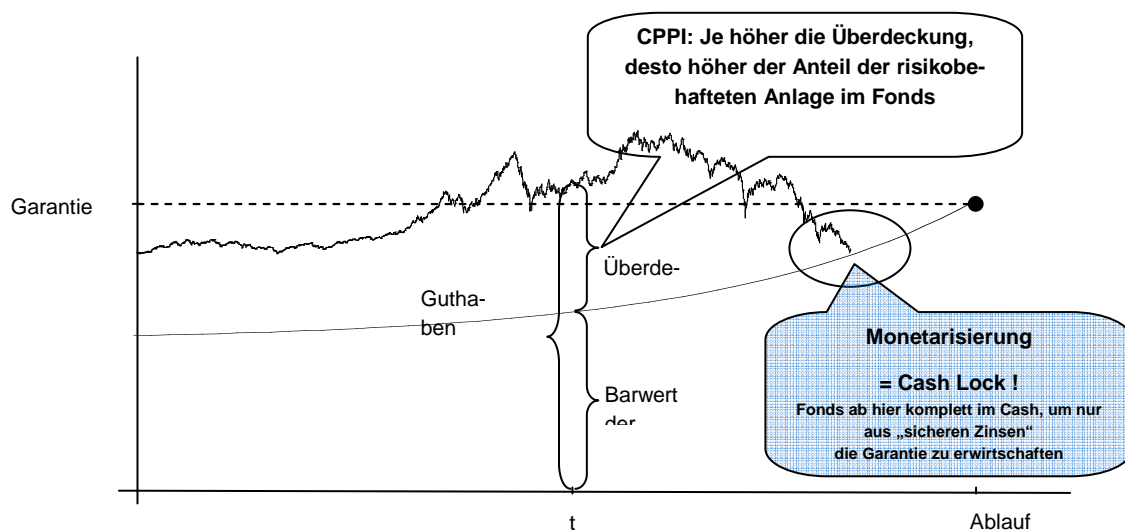 CPPI: Je höher die Überdeckung,
desto höher der Anteil der risikobe-
hafteten Anlage im Fonds
Garantie
Überde-
Gutha-
ben
Monetarisierung
= Cash Lock !
Fonds ab hier komplett im Cash, um nur
aus „sicheren Zinsen“
die Garantie zu erwirtschaften
Barwert
der
t
Ablauf